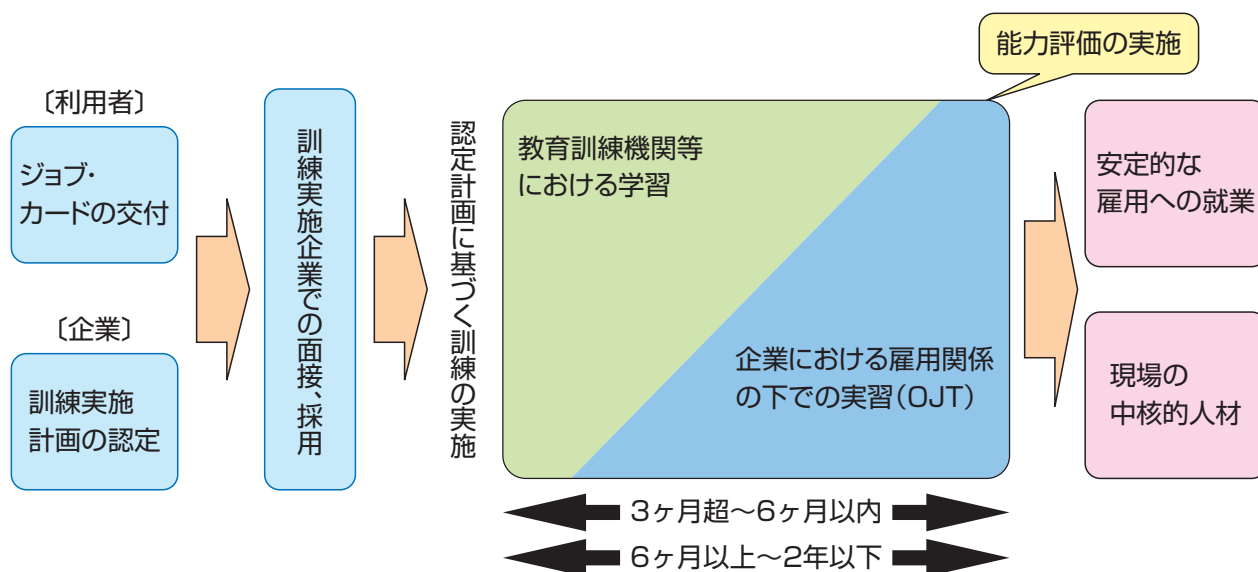 能力評価の実施
〔利用者〕
ジョブ・
カードの交付
〔企業〕
訓練実施
計画の認定
訓練実施企業での面接、採用
認定計画に基づく訓練の実施
教育訓練機関等
における学習
企業における雇用関係
の下での実習(OJT)
安定的な
雇用への就業
現場の
中核的人材
3ヶ月超〜6ヶ月以内
6ヶ月以上〜2年以下